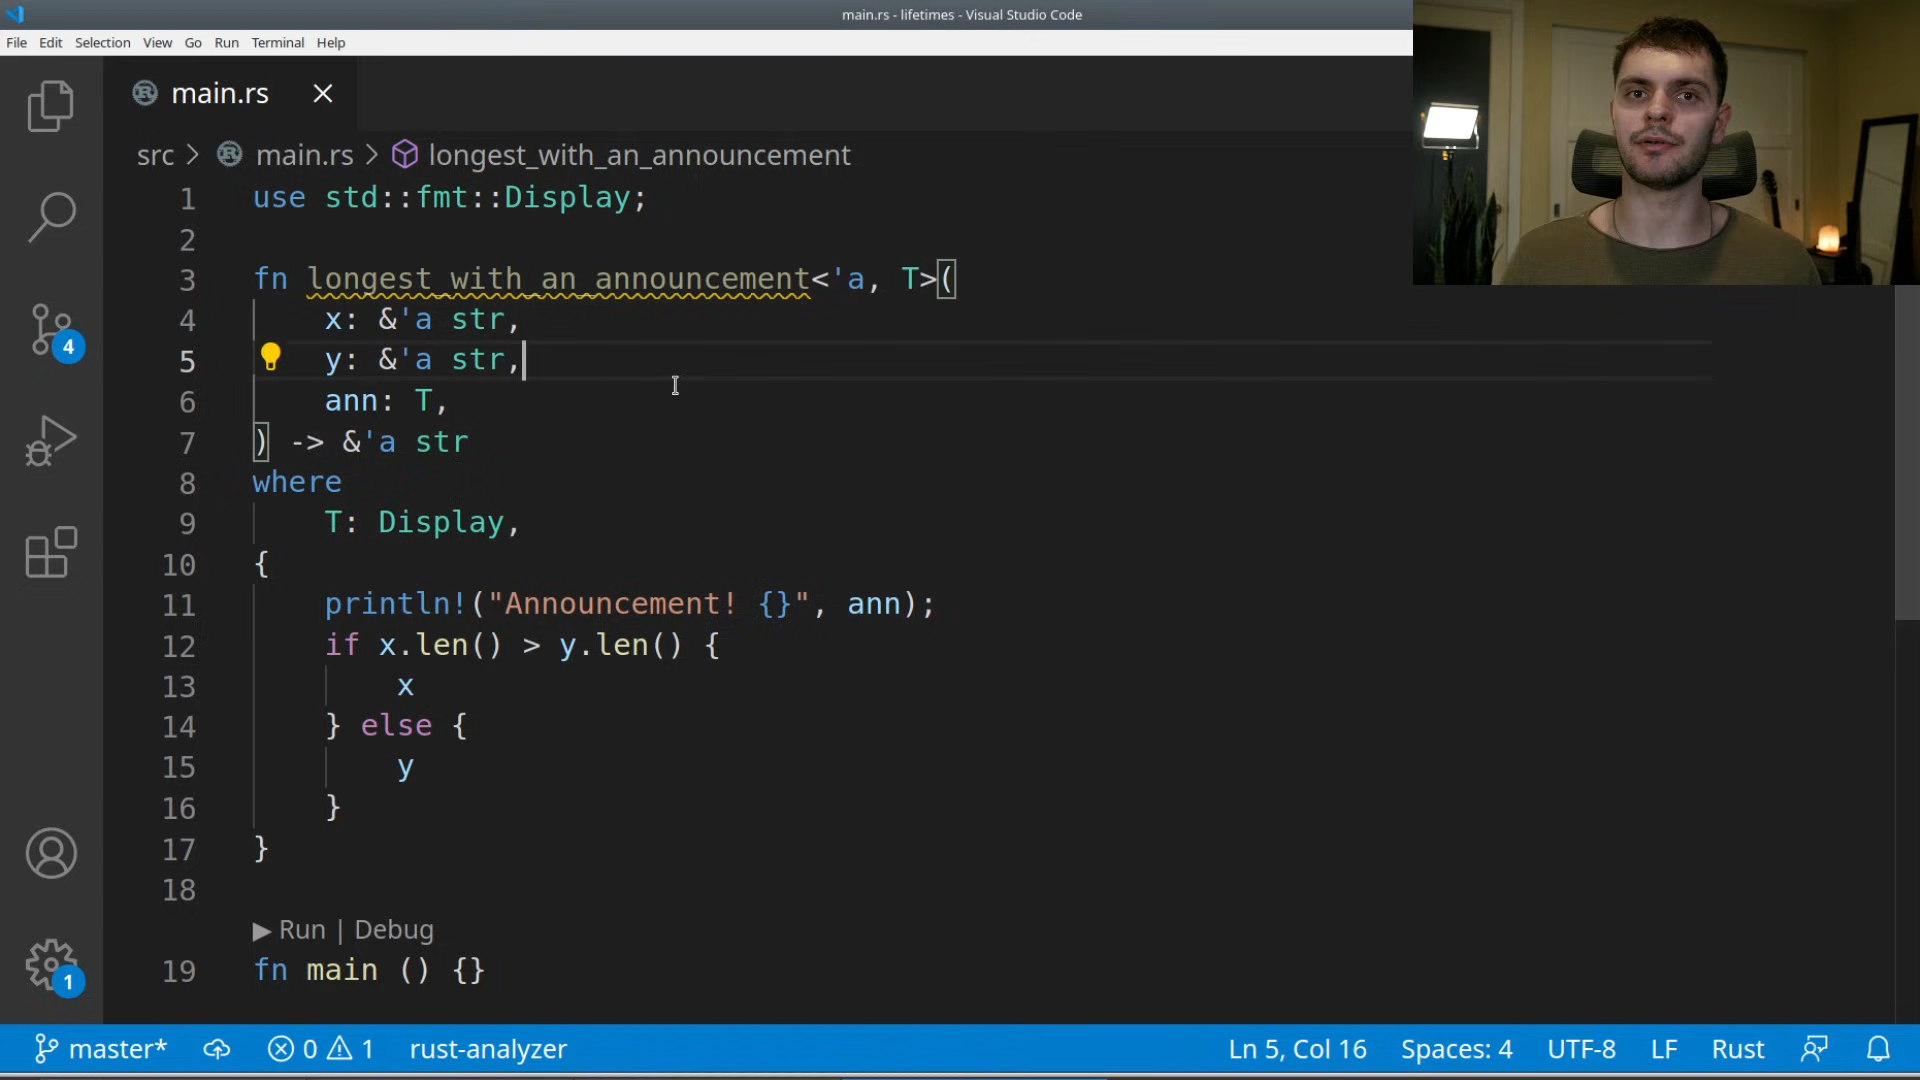 main.rs - lifetimes - Visual Studio Code
File Edit Selection View Go Run Terminal Help
main.rs
src > main.rs > longest_with_an_announcement
1 use std::fmt::Display;
2
3 fn longest_with_an_announcement<'a, T>(
4 x: &'a str,
5 y: &'a str,
6 ann: T,
7 ) -> &'a str
8 where
9 T: Display,
10 {
11 println!("Announcement! {}", ann);
12 if x.len() > y.len() {
13 x
14 } else {
15 y
16 }
17 }
18
▶ Run | Debug
19 fn main () {}
4
1
master* 0 1 rust-analyzer Ln 5, Col 16 Spaces: 4 UTF-8 LF Rust